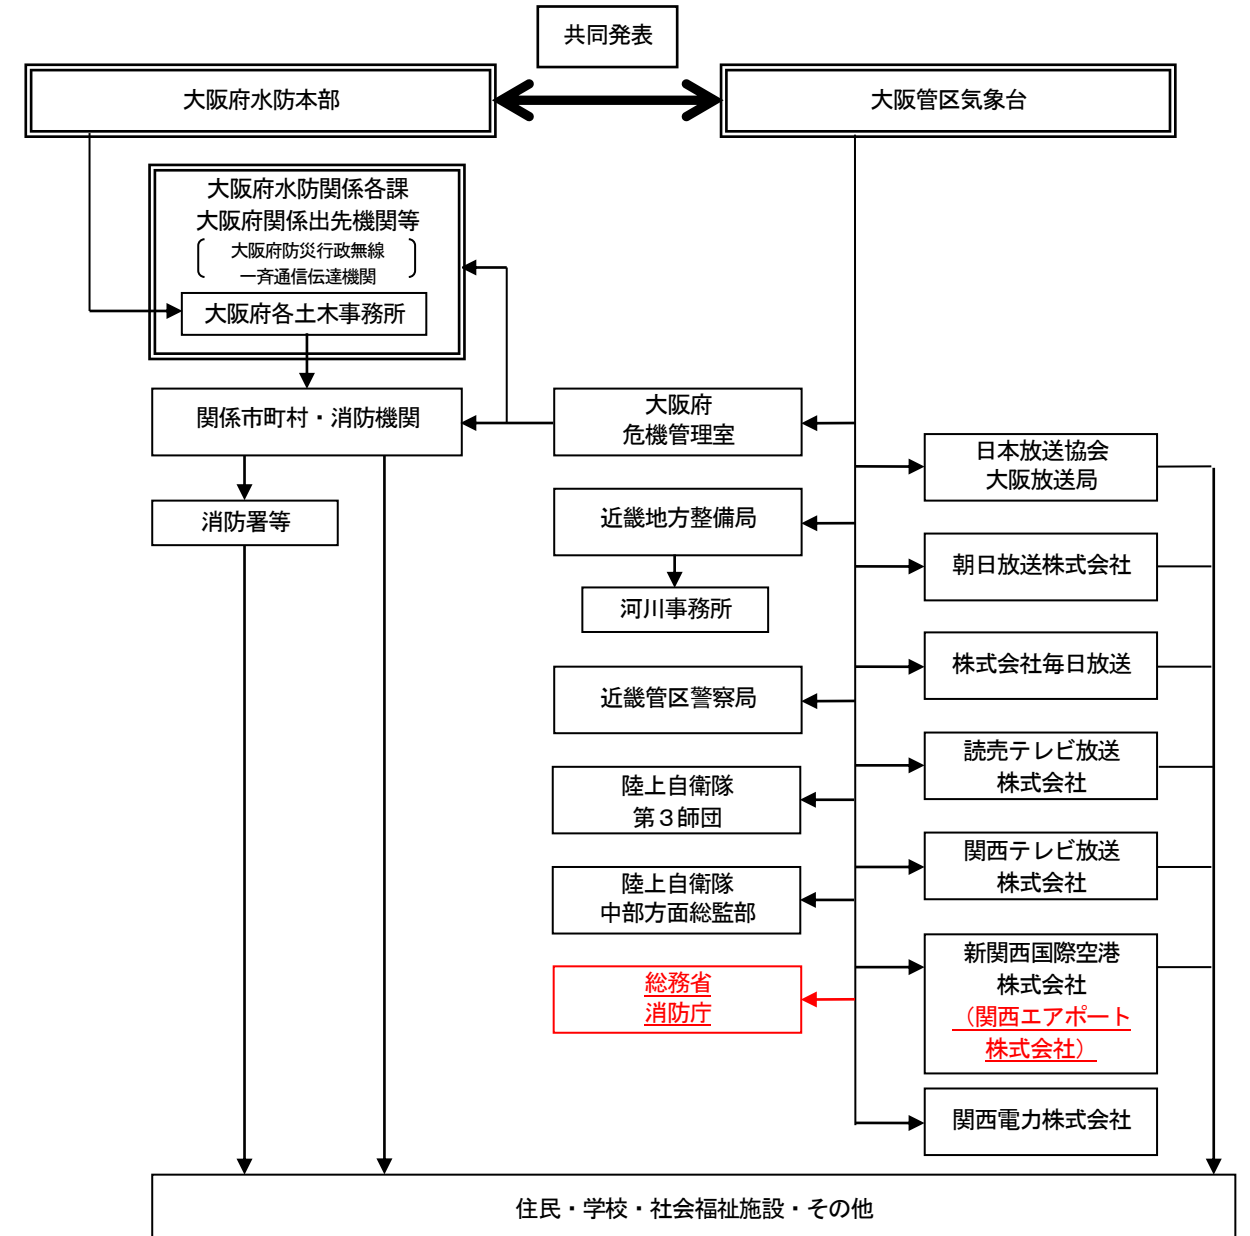 共同発表
大阪府水防本部
大阪管区気象台
大阪府水防関係各課
大阪府関係出先機関等
大阪府防災行政無線
一斉通信伝達機関
大阪府各土木事務所
関係市町村・消防機関
消防署等
大阪府
危機管理室
近畿地方整備局
河川事務所
近畿管区警察局
陸上自衛隊
第３師団
陸上自衛隊
中部方面総監部
総務省
消防庁
日本放送協会
大阪放送局
朝日放送株式会社
株式会社毎日放送
読売テレビ放送
株式会社
関西テレビ放送
株式会社
新関西国際空港
株式会社
（関西エアポート
株式会社）
関西電力株式会社
住民・学校・社会福祉施設・その他